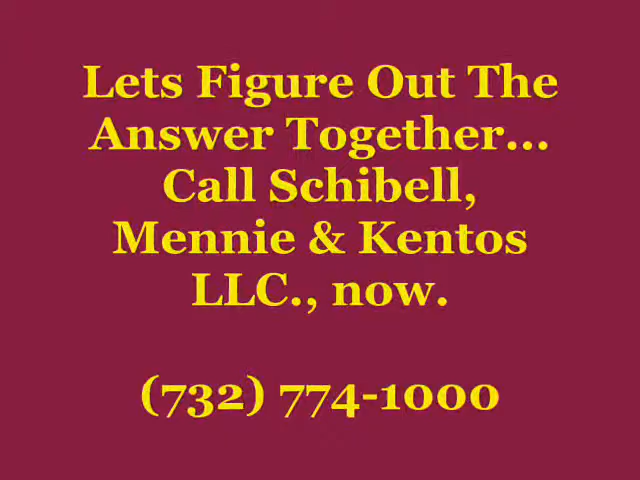 Lets Figure Out The
Answer Together...
Call Schibell,
Mennie & Kentos
LLC., now.
(732) 774-1000